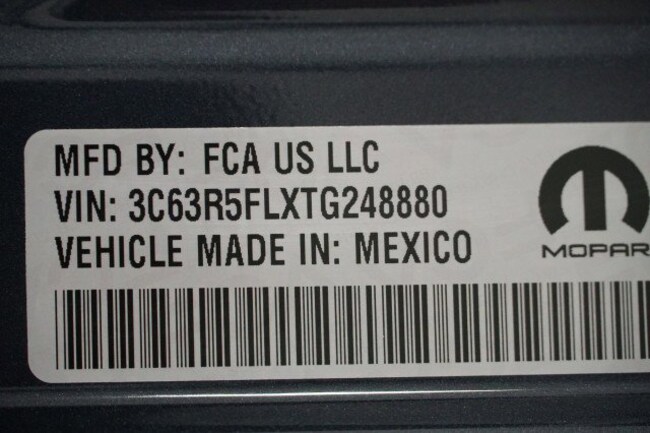 MFD BY: FCA US LLC
VIN: 3C63R5FLXTG248880
VEHICLE MADE IN: MEXICO
MOPAR